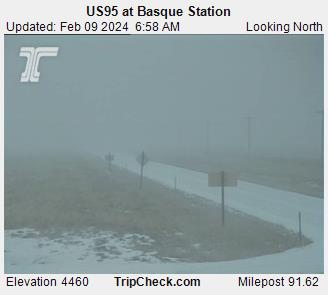 US95 at Basque Station
Updated: Feb 09 2024 6:58 AM Looking North
Elevation 4460 TripCheck.com Milepost 91.62